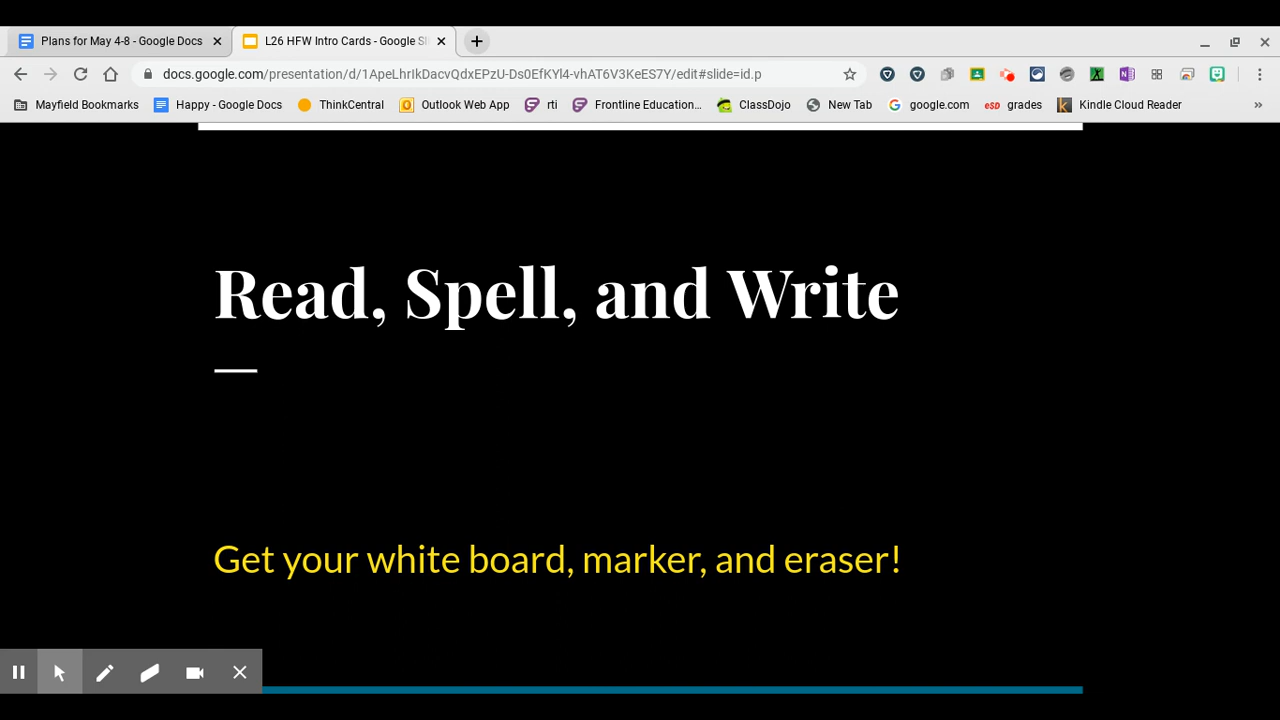 Plans for May 4-8 - Google Docs
L26 HFW Intro Cards - Google Sl
docs.google.com/presentation/d/1ApeLhrIkDacvQdxEPzU-Ds0EfKYl4-vhAT6V3KeES7Y/edit#slide=id.p
Mayfield Bookmarks Happy - Google Docs ThinkCentral Outlook Web App rti Frontline Education... ClassDojo New Tab google.com esd grades Kindle Cloud Reader »
Read, Spell, and Write
Get your white board, marker, and eraser!